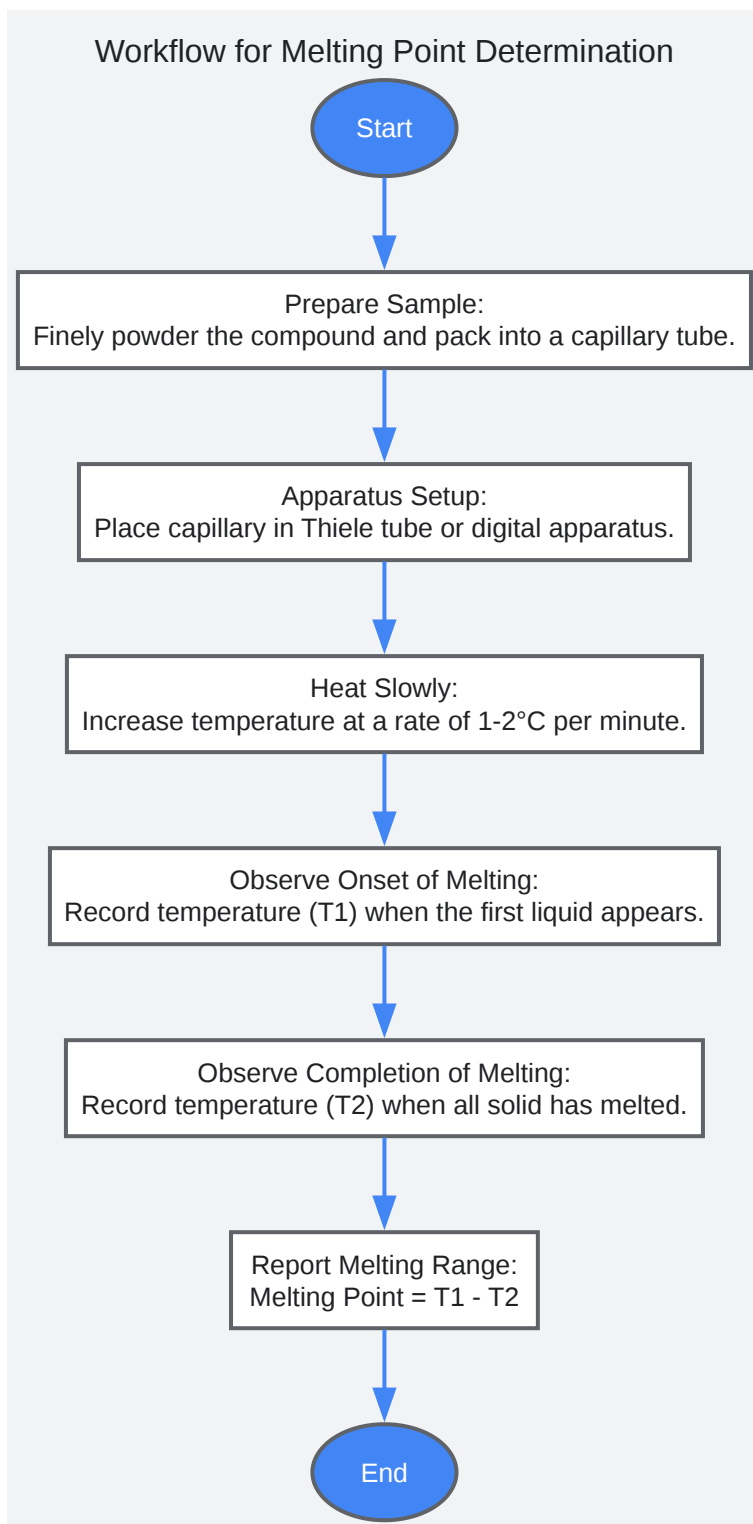 Workflow for Melting Point Determination
Start
Prepare Sample:
Finely powder the compound and pack into a capillary tube.
Apparatus Setup:
Place capillary in Thiele tube or digital apparatus.
Heat Slowly:
Increase temperature at a rate of 1-2°C per minute.
Observe Onset of Melting:
Record temperature (T1) when the first liquid appears.
Observe Completion of Melting:
Record temperature (T2) when all solid has melted.
Report Melting Range:
Melting Point = T1 - T2
End